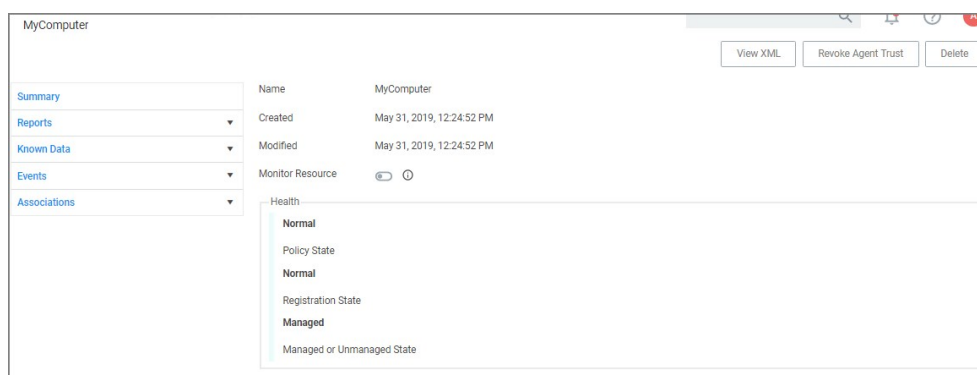 MyComputer
View XML
Revoke Agent Trust
Delete
Summary
Reports
Known Data
Events
Associations
Name MyComputer
Created May 31, 2019, 12:24:52 PM
Modified May 31, 2019, 12:24:52 PM
Monitor Resource
Health
Normal
Policy State
Normal
Registration State
Managed
Managed or Unmanaged State